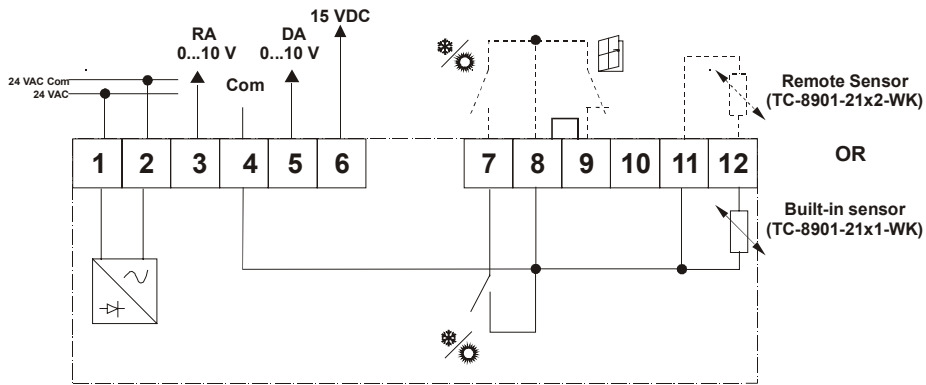 15 VDC
RA DA
0...10 V 0...10 V
24 VAC Com
24 VAC
Com
Remote Sensor
(TC-8901-21x2-WK)
1 2 3 4 5 6 7 8 9 10 11 12
OR
Built-in sensor
(TC-8901-21x1-WK)